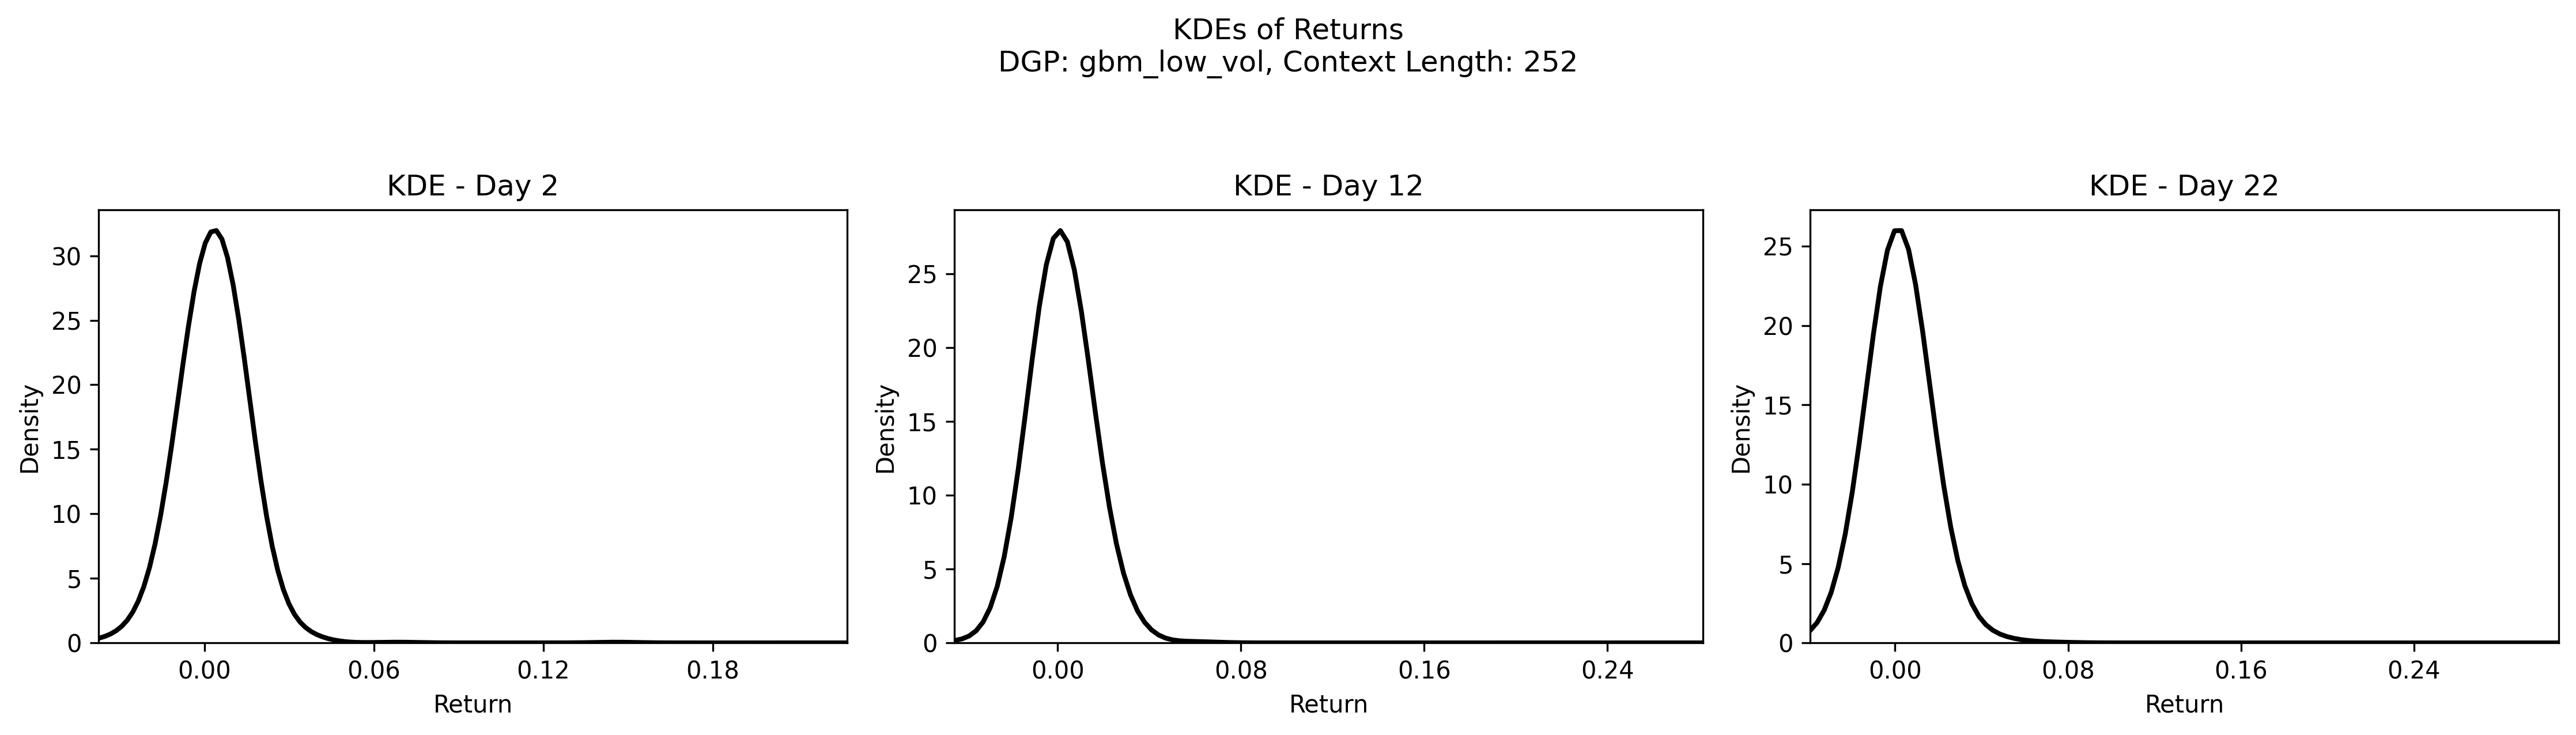 KDEs of Returns
DGP: gbm_low_vol, Context Length: 252
KDE - Day 2
Density
30
25
20
15
10
5
0
0.00 0.06 0.12 0.18
Return
KDE - Day 12
Density
25
20
15
10
5
0
0.00 0.08 0.16 0.24
Return
KDE - Day 22
Density
25
20
15
10
5
0
0.00 0.08 0.16 0.24
Return